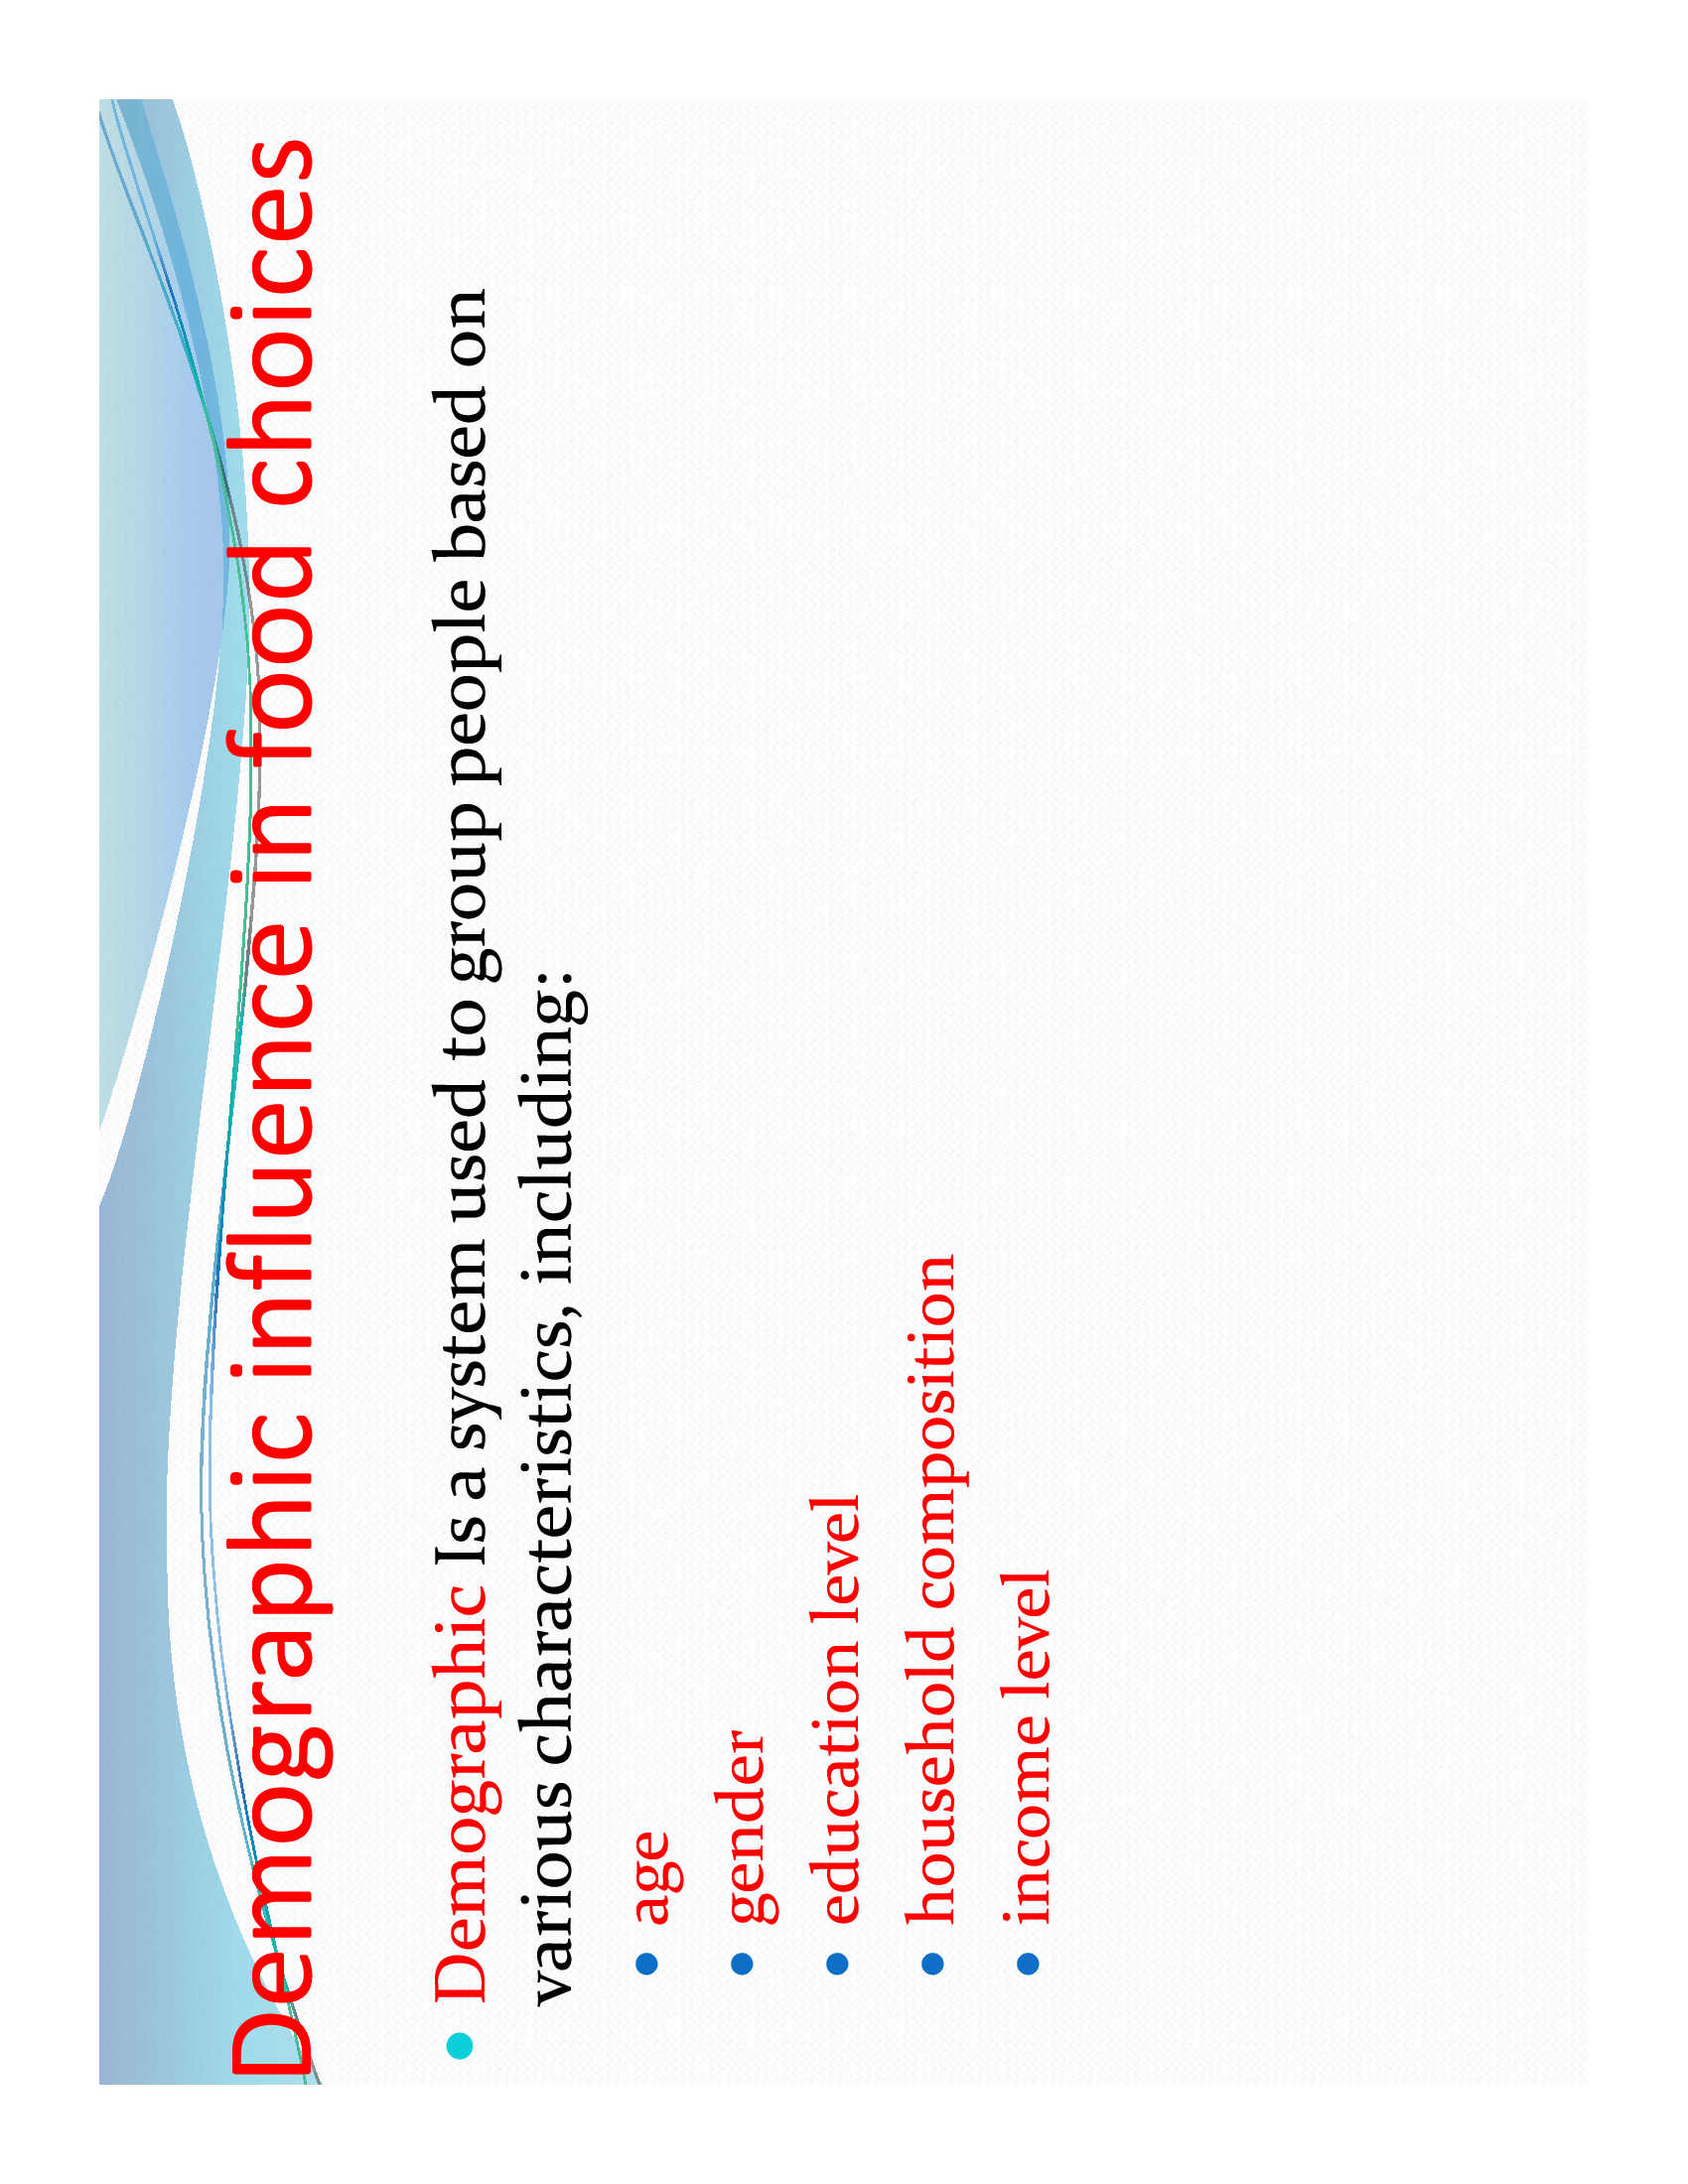 Demographic influence in food choices
• Demographic Is a system used to group people based on
various characteristics, including:
• age
• gender
• education level
• household composition
• income level